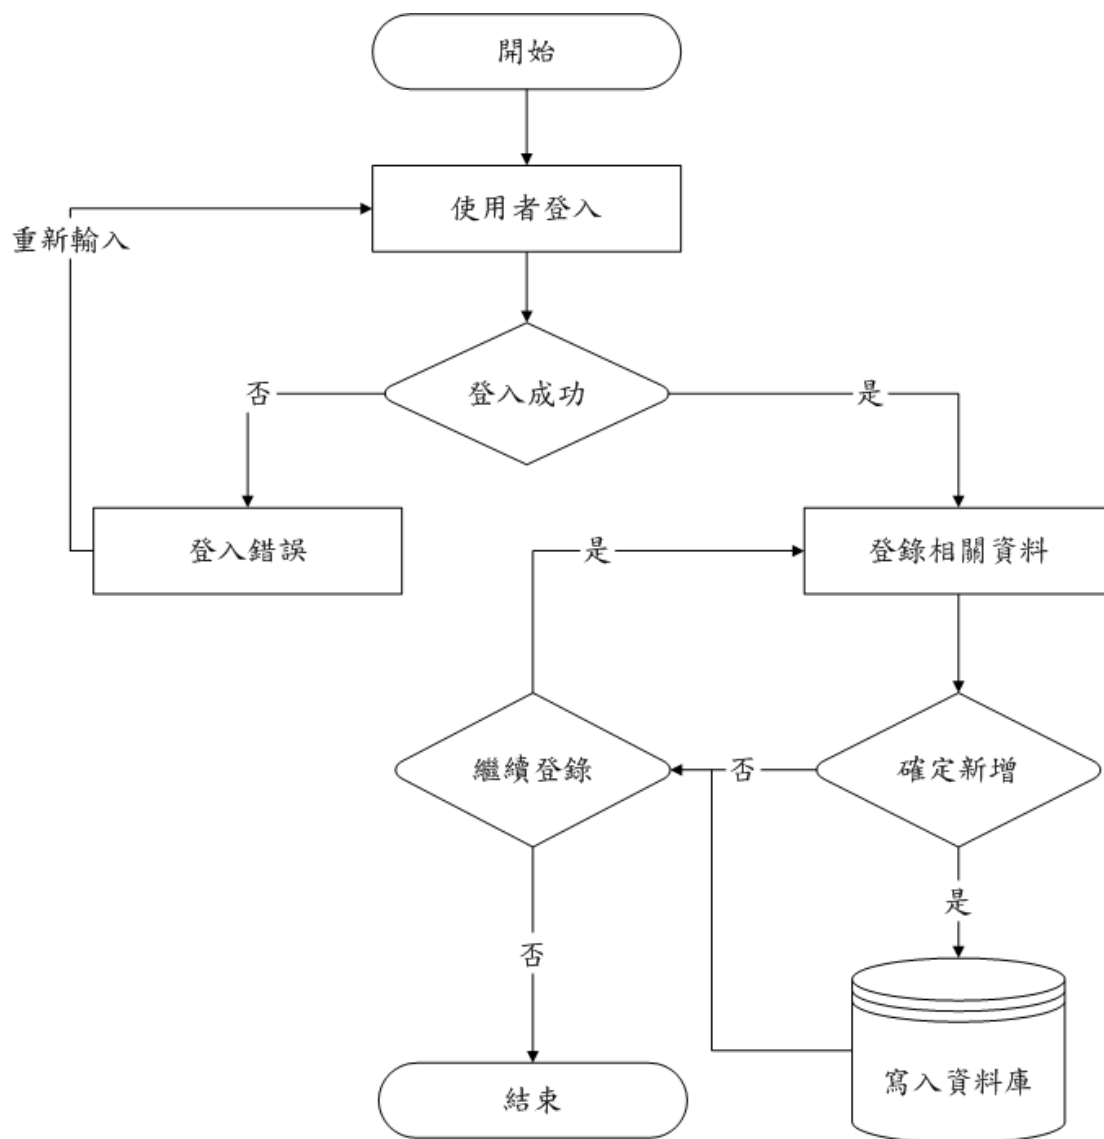 開始
使用者登入
重新輸入
登入成功
否
是
登入錯誤
是
登錄相關資料
繼續登錄
否
確定新增
是
否
寫入資料庫
結束